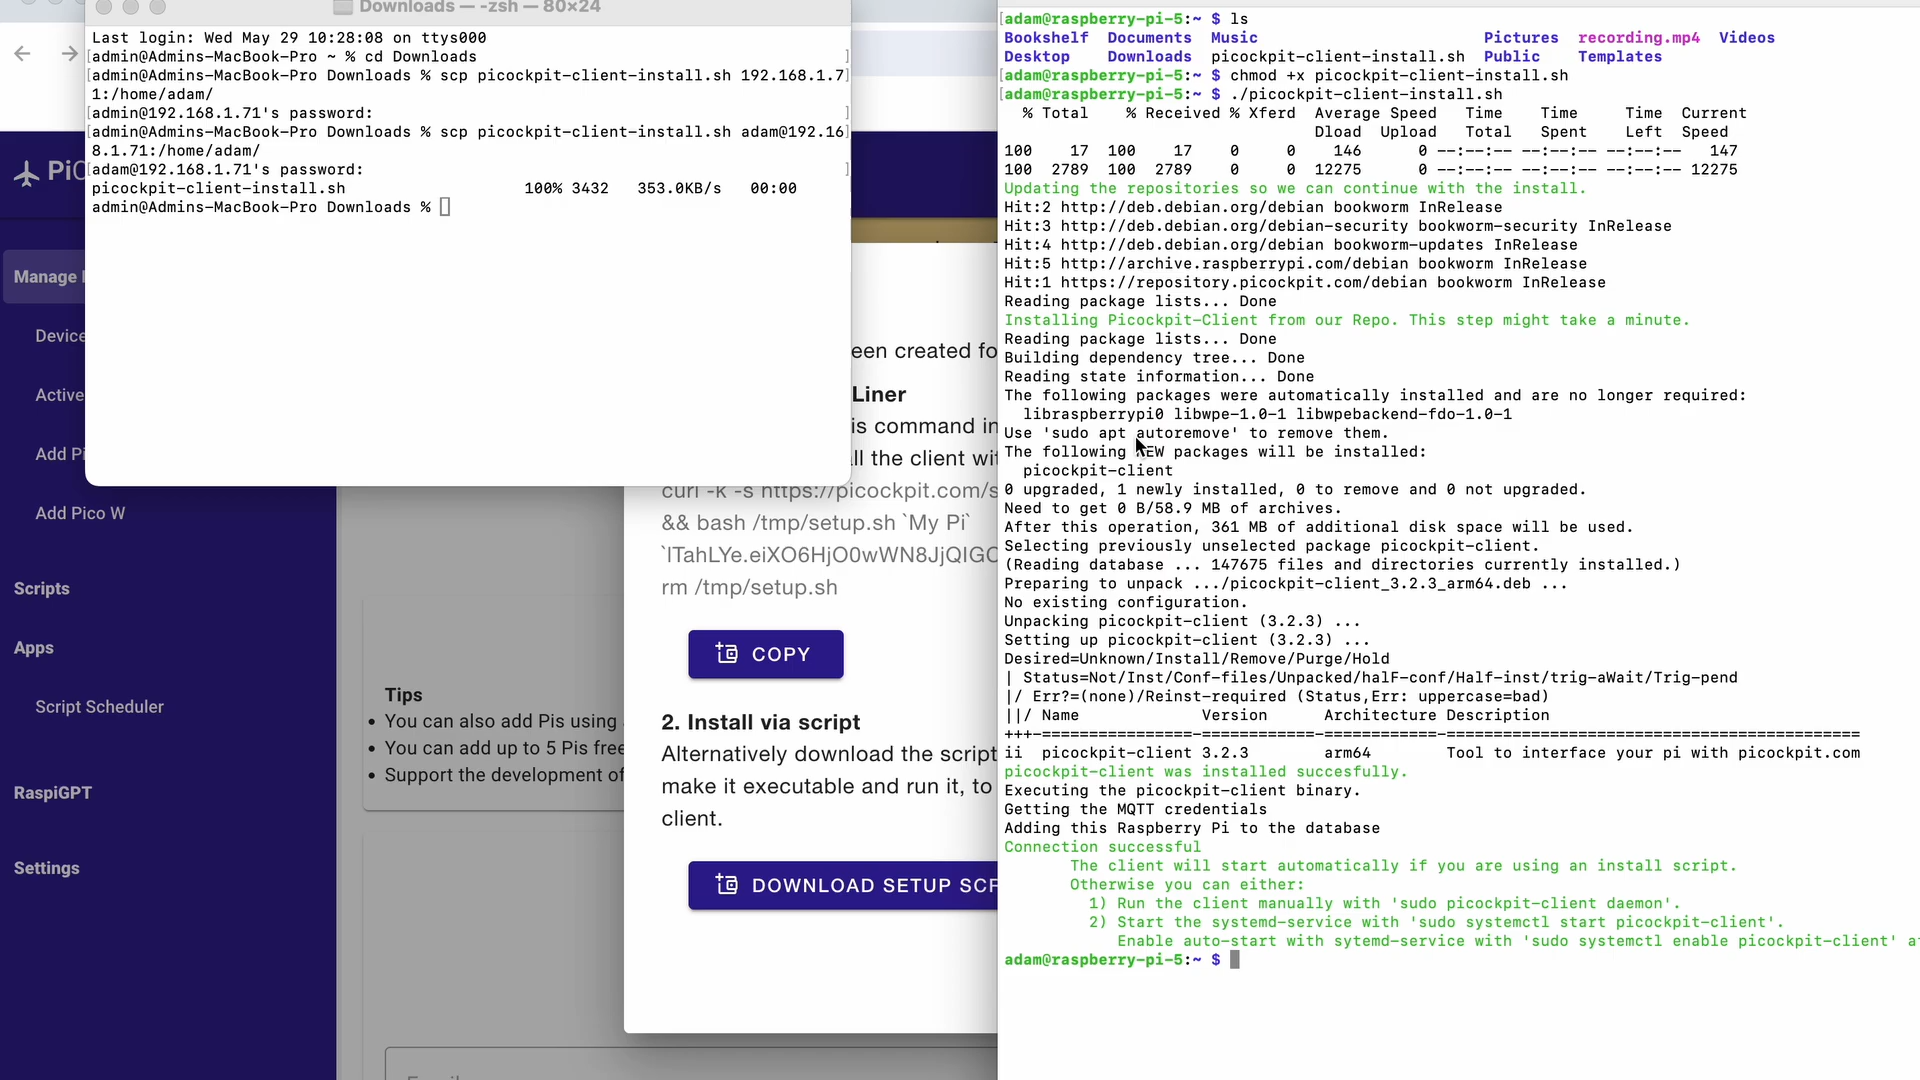 Downloads — -zsh — 80×24
Last login: Wed May 29 10:28:08 on ttys000
[admin@Admins-MacBook-Pro ~ % cd Downloads ]
[admin@Admins-MacBook-Pro Downloads % scp picockpit-client-install.sh 192.168.1.7]
1:/home/adam/
[admin@192.168.1.71's password: ]
[admin@Admins-MacBook-Pro Downloads % scp picockpit-client-install.sh adam@192.16]
8.1.71:/home/adam/
[adam@192.168.1.71's password: ]
picockpit-client-install.sh 100% 3432 353.0KB/s 00:00
admin@Admins-MacBook-Pro Downloads %
PiC
Manage
Device
Active
Add Pi
Add Pico W
Scripts
Apps
Script Scheduler
RaspiGPT
Settings
Tips
• You can also add Pis using
• You can add up to 5 Pis free
• Support the development of
een created fo
Liner
is command in
ll the client wit
curl -k -s https://picockpit.com/s
&& bash /tmp/setup.sh `My Pi`
rm /tmp/setup.sh
COPY
2. Install via script
Alternatively download the script
make it executable and run it, to
client.
DOWNLOAD SETUP SCR
[adam@raspberry-pi-5:~ $ ls
Bookshelf Documents Music Pictures recording.mp4 Videos
Desktop Downloads picockpit-client-install.sh Public Templates
[adam@raspberry-pi-5:~ $ chmod +x picockpit-client-install.sh
[adam@raspberry-pi-5:~ $ ./picockpit-client-install.sh
% Total % Received % Xferd Average Speed Time Time Time Current
Dload Upload Total Spent Left Speed
100 17 100 17 0 0 146 0 --:--:-- --:--:-- --:--:-- 147
100 2789 100 2789 0 0 12275 0 --:--:-- --:--:-- --:--:-- 12275
Updating the repositories so we can continue with the install.
Hit:2 http://deb.debian.org/debian bookworm InRelease
Hit:3 http://deb.debian.org/debian-security bookworm-security InRelease
Hit:4 http://deb.debian.org/debian bookworm-updates InRelease
Hit:5 http://archive.raspberrypi.com/debian bookworm InRelease
Hit:1 https://repository.picockpit.com/debian bookworm InRelease
Reading package lists... Done
Installing Picockpit-Client from our Repo. This step might take a minute.
Reading package lists... Done
Building dependency tree... Done
Reading state information... Done
The following packages were automatically installed and are no longer required:
libraspberrypi0 libwpe-1.0-1 libwpebackend-fdo-1.0-1
Use 'sudo apt autoremove' to remove them.
The following NEW packages will be installed:
picockpit-client
0 upgraded, 1 newly installed, 0 to remove and 0 not upgraded.
Need to get 0 B/58.9 MB of archives.
After this operation, 361 MB of additional disk space will be used.
Selecting previously unselected package picockpit-client.
(Reading database ... 147675 files and directories currently installed.)
Preparing to unpack .../picockpit-client_3.2.3_arm64.deb ...
No existing configuration.
Unpacking picockpit-client (3.2.3) ...
Setting up picockpit-client (3.2.3) ...
Desired=Unknown/Install/Remove/Purge/Hold
| Status=Not/Inst/Conf-files/Unpacked/halF-conf/Half-inst/trig-aWait/Trig-pend
|/ Err?=(none)/Reinst-required (Status,Err: uppercase=bad)
||/ Name Version Architecture Description
+++-================-============-============-============================================
ii picockpit-client 3.2.3 arm64 Tool to interface your pi with picockpit.com
picockpit-client was installed succesfully.
Executing the picockpit-client binary.
Getting the MQTT credentials
Adding this Raspberry Pi to the database
Connection successful
The client will start automatically if you are using an install script.
Otherwise you can either:
1) Run the client manually with 'sudo picockpit-client daemon'.
2) Start the systemd-service with 'sudo systemctl start picockpit-client'.
Enable auto-start with sytemd-service with 'sudo systemctl enable picockpit-client'
adam@raspberry-pi-5:~ $